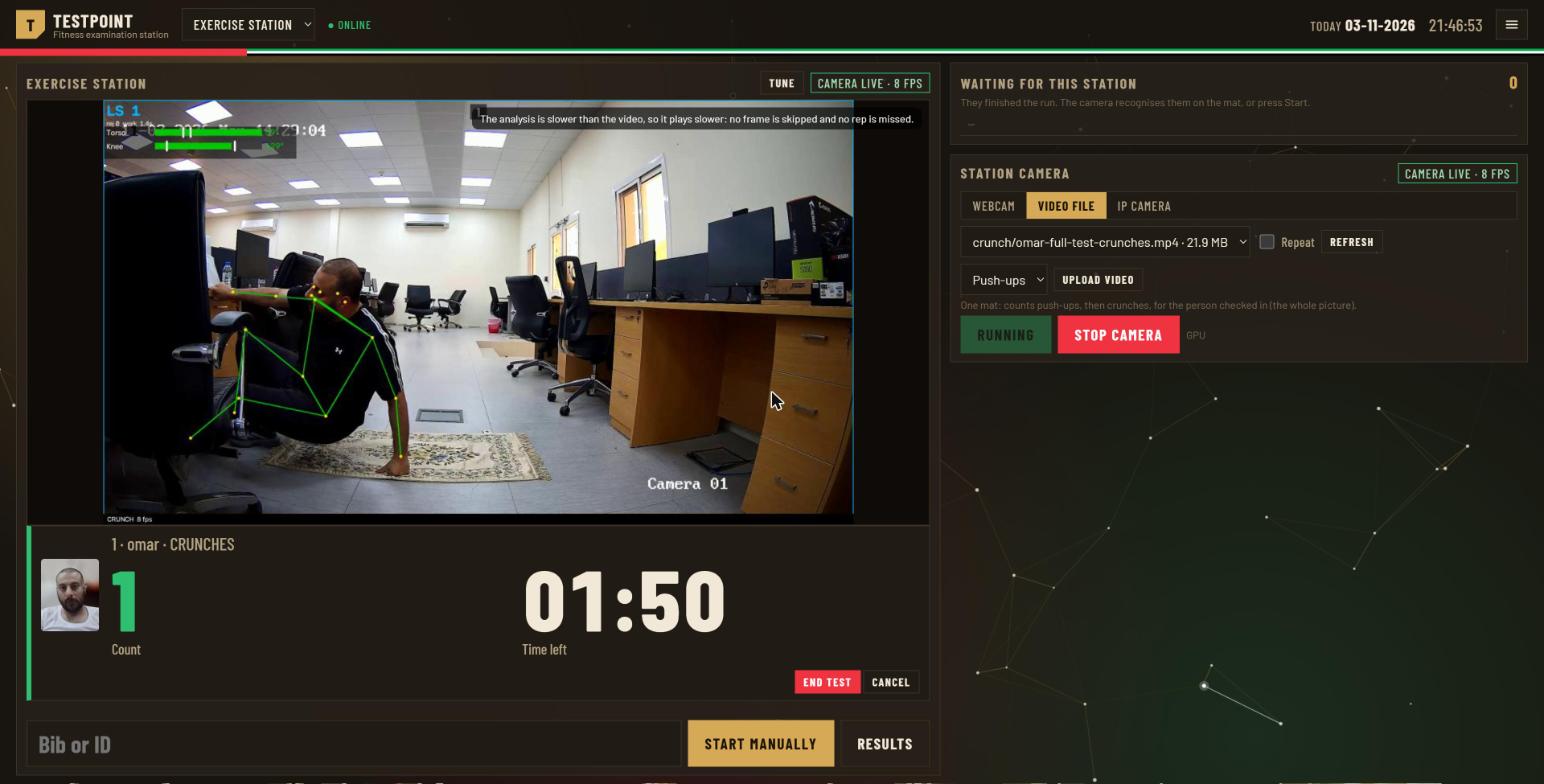 T TESTPOINT
Fitness examination station
EXERCISE STATION
ONLINE
TODAY 03-11-2026 21:46:53
EXERCISE STATION
TUNE
CAMERA LIVE · 8 FPS
LS 1
Torso
Knee
The analysis is slower than the video, so it plays slower: no frame is skipped and no rep is missed.
Camera 01
CRUNCH 8 fps
1 · omar · CRUNCHES
1
Count
01:50
Time left
END TEST
CANCEL
Bib or ID
START MANUALLY
RESULTS
WAITING FOR THIS STATION
0
They finished the run. The camera recognises them on the mat, or press Start.
–
STATION CAMERA
CAMERA LIVE · 8 FPS
WEBCAM
VIDEO FILE
IP CAMERA
crunch/omar-full-test-crunches.mp4 · 21.9 MB
Repeat
REFRESH
Push-ups
UPLOAD VIDEO
One mat: counts push-ups, then crunches, for the person checked in (the whole picture).
RUNNING
STOP CAMERA
GPU